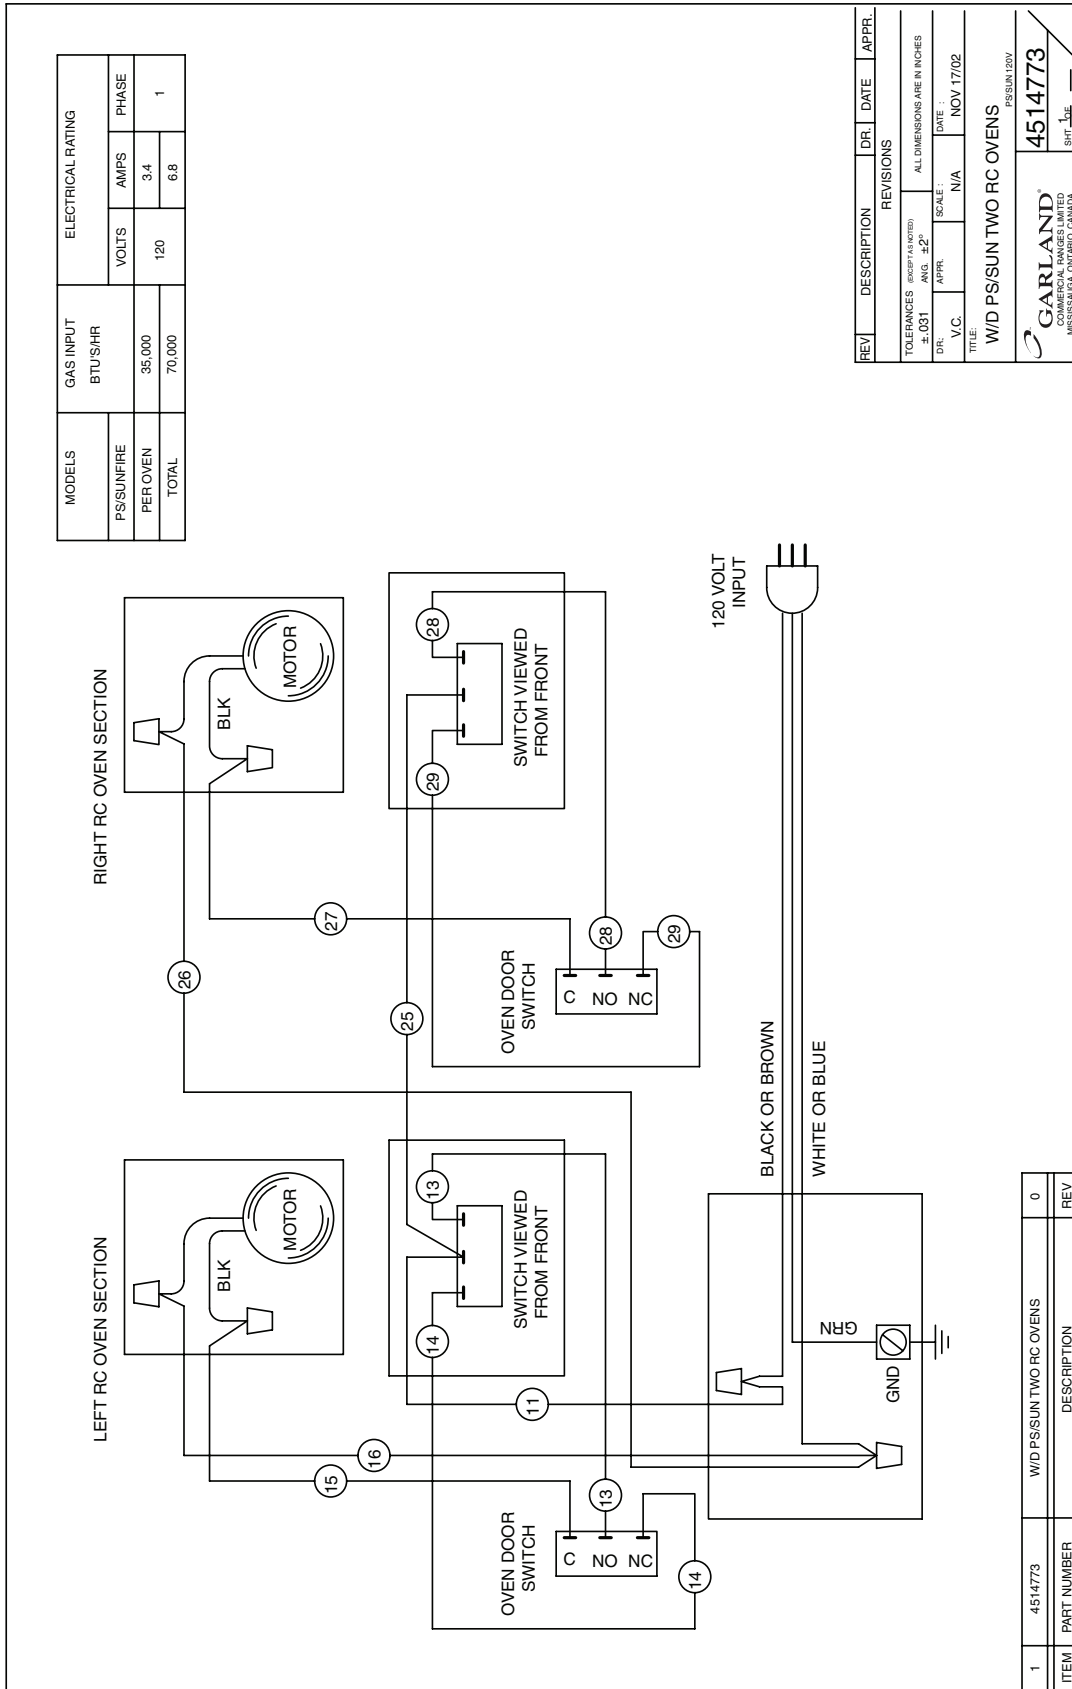 MODELS
GAS INPUT
BTU'S/HR
ELECTRICAL RATING
PS/SUNFIRE
VOLTS
AMPS
PHASE
PER OVEN
35,000
120
3.4
1
TOTAL
70,000
6.8
LEFT RC OVEN SECTION
RIGHT RC OVEN SECTION
BLK
MOTOR
BLK
MOTOR
15
16
26
27
11
14
13
25
29
28
SWITCH VIEWED
FROM FRONT
SWITCH VIEWED
FROM FRONT
OVEN DOOR
SWITCH
C
NO
NC
13
14
OVEN DOOR
SWITCH
C
NO
NC
28
29
120 VOLT
INPUT
BLACK OR BROWN
WHITE OR BLUE
GRN
GND
REV
DESCRIPTION
DR.
DATE
APPR.
REVISIONS
TOLERANCES (EXCEPT AS NOTED)
±.031 ANG. ±2°
ALL DIMENSIONS ARE IN INCHES
DR.:
V.C.
APPR.
SCALE :
N/A
DATE :
NOV 17/02
TITLE:
W/D PS/SUN TWO RC OVENS
PS/SUN120V
GARLAND
COMMERCIAL RANGES LIMITED
MISSISSAUGA, ONTARIO, CANADA
4514773
SHT 1 OF
1
4514773
W/D PS/SUN TWO RC OVENS
0
ITEM
PART NUMBER
DESCRIPTION
REV